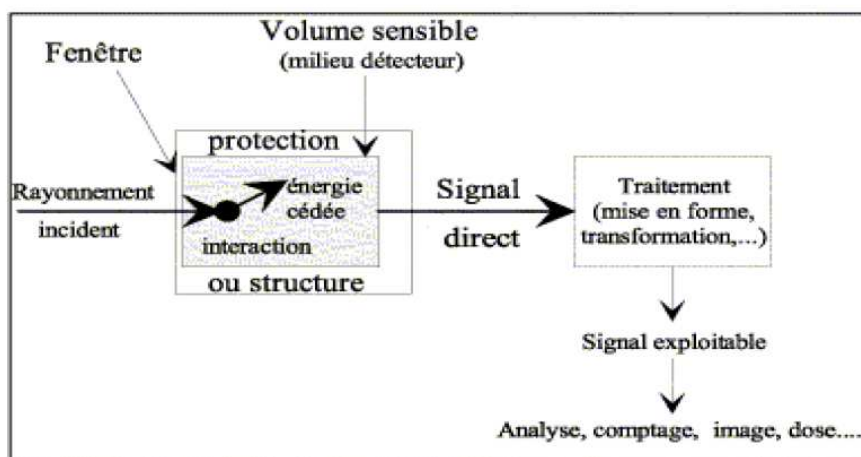 Volume sensible
(milieu détecteur)
Fenêtre
protection
Rayonnement
incident
énergie
cédée
interaction
ou structure
Signal
direct
Traitement
(mise en forme,
transformation,...)
Signal exploitable
Analyse, comptage, image, dose....